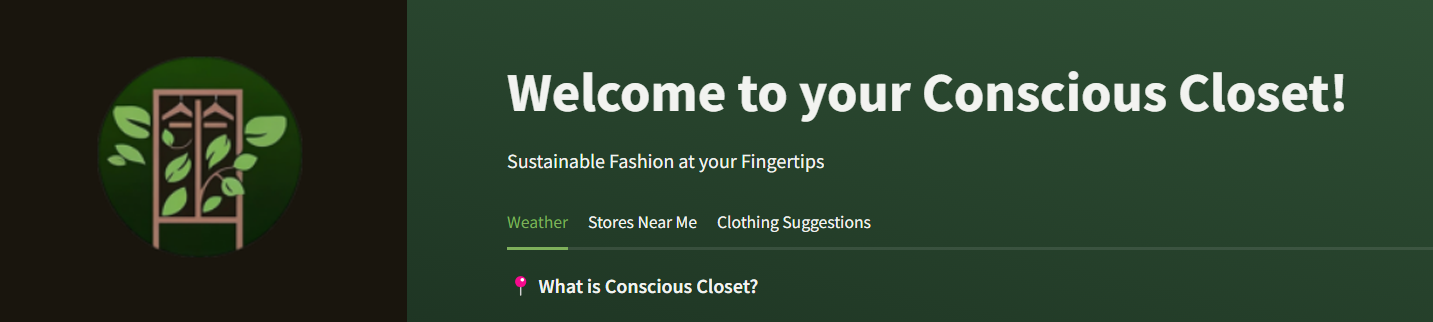 Welcome to your Conscious Closet!
Sustainable Fashion at your Fingertips
Weather Stores Near Me Clothing Suggestions
What is Conscious Closet?